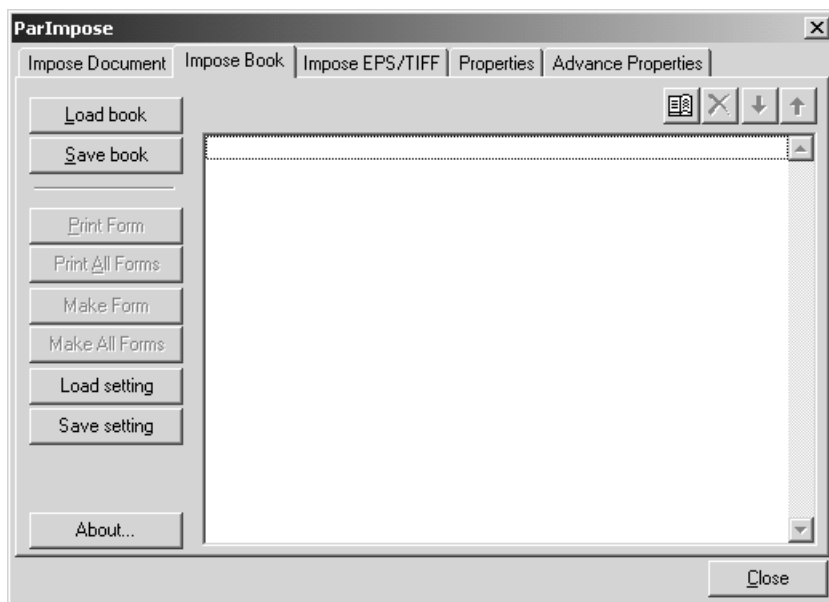 ParImpose
Impose Document Impose Book Impose EPS/TIFF Properties Advance Properties
Load book
Save book
Print Form
Print All Forms
Make Form
Make All Forms
Load setting
Save setting
About...
Close